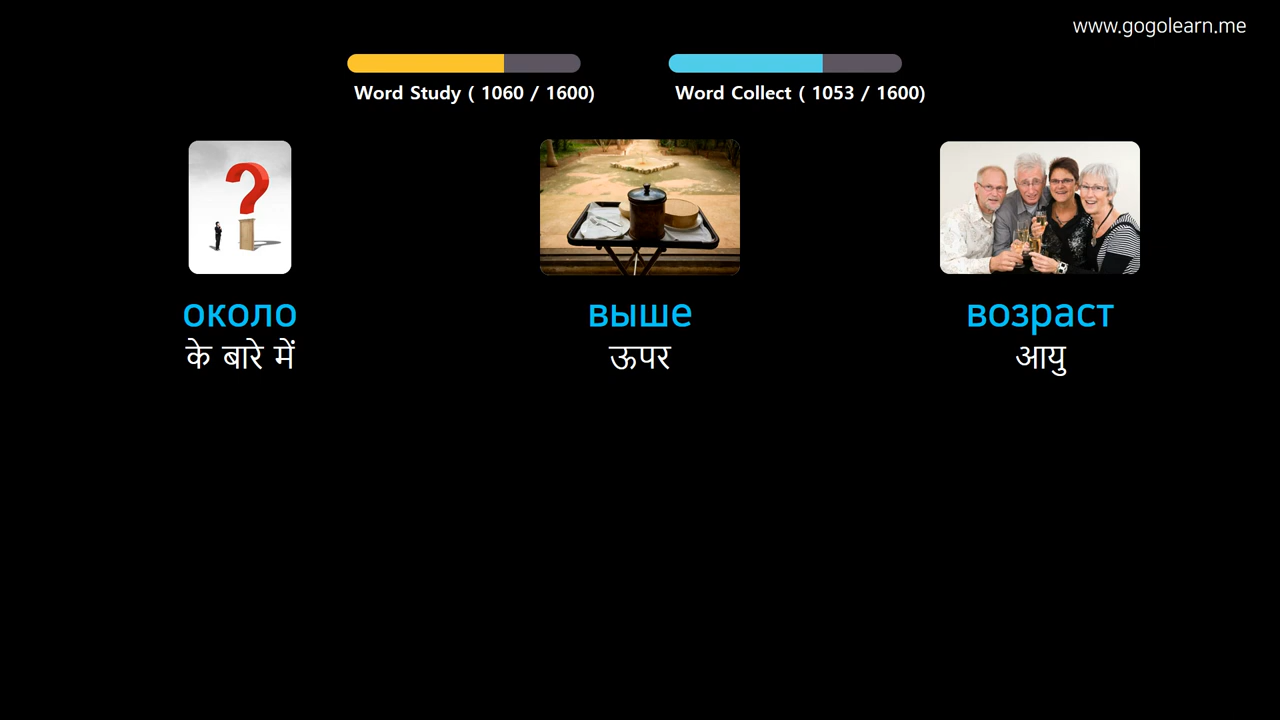 www.gogolearn.me
Word Study ( 1060 / 1600)
Word Collect ( 1053 / 1600)
около
выше
возраст
के बारे में
ऊपर
आयु